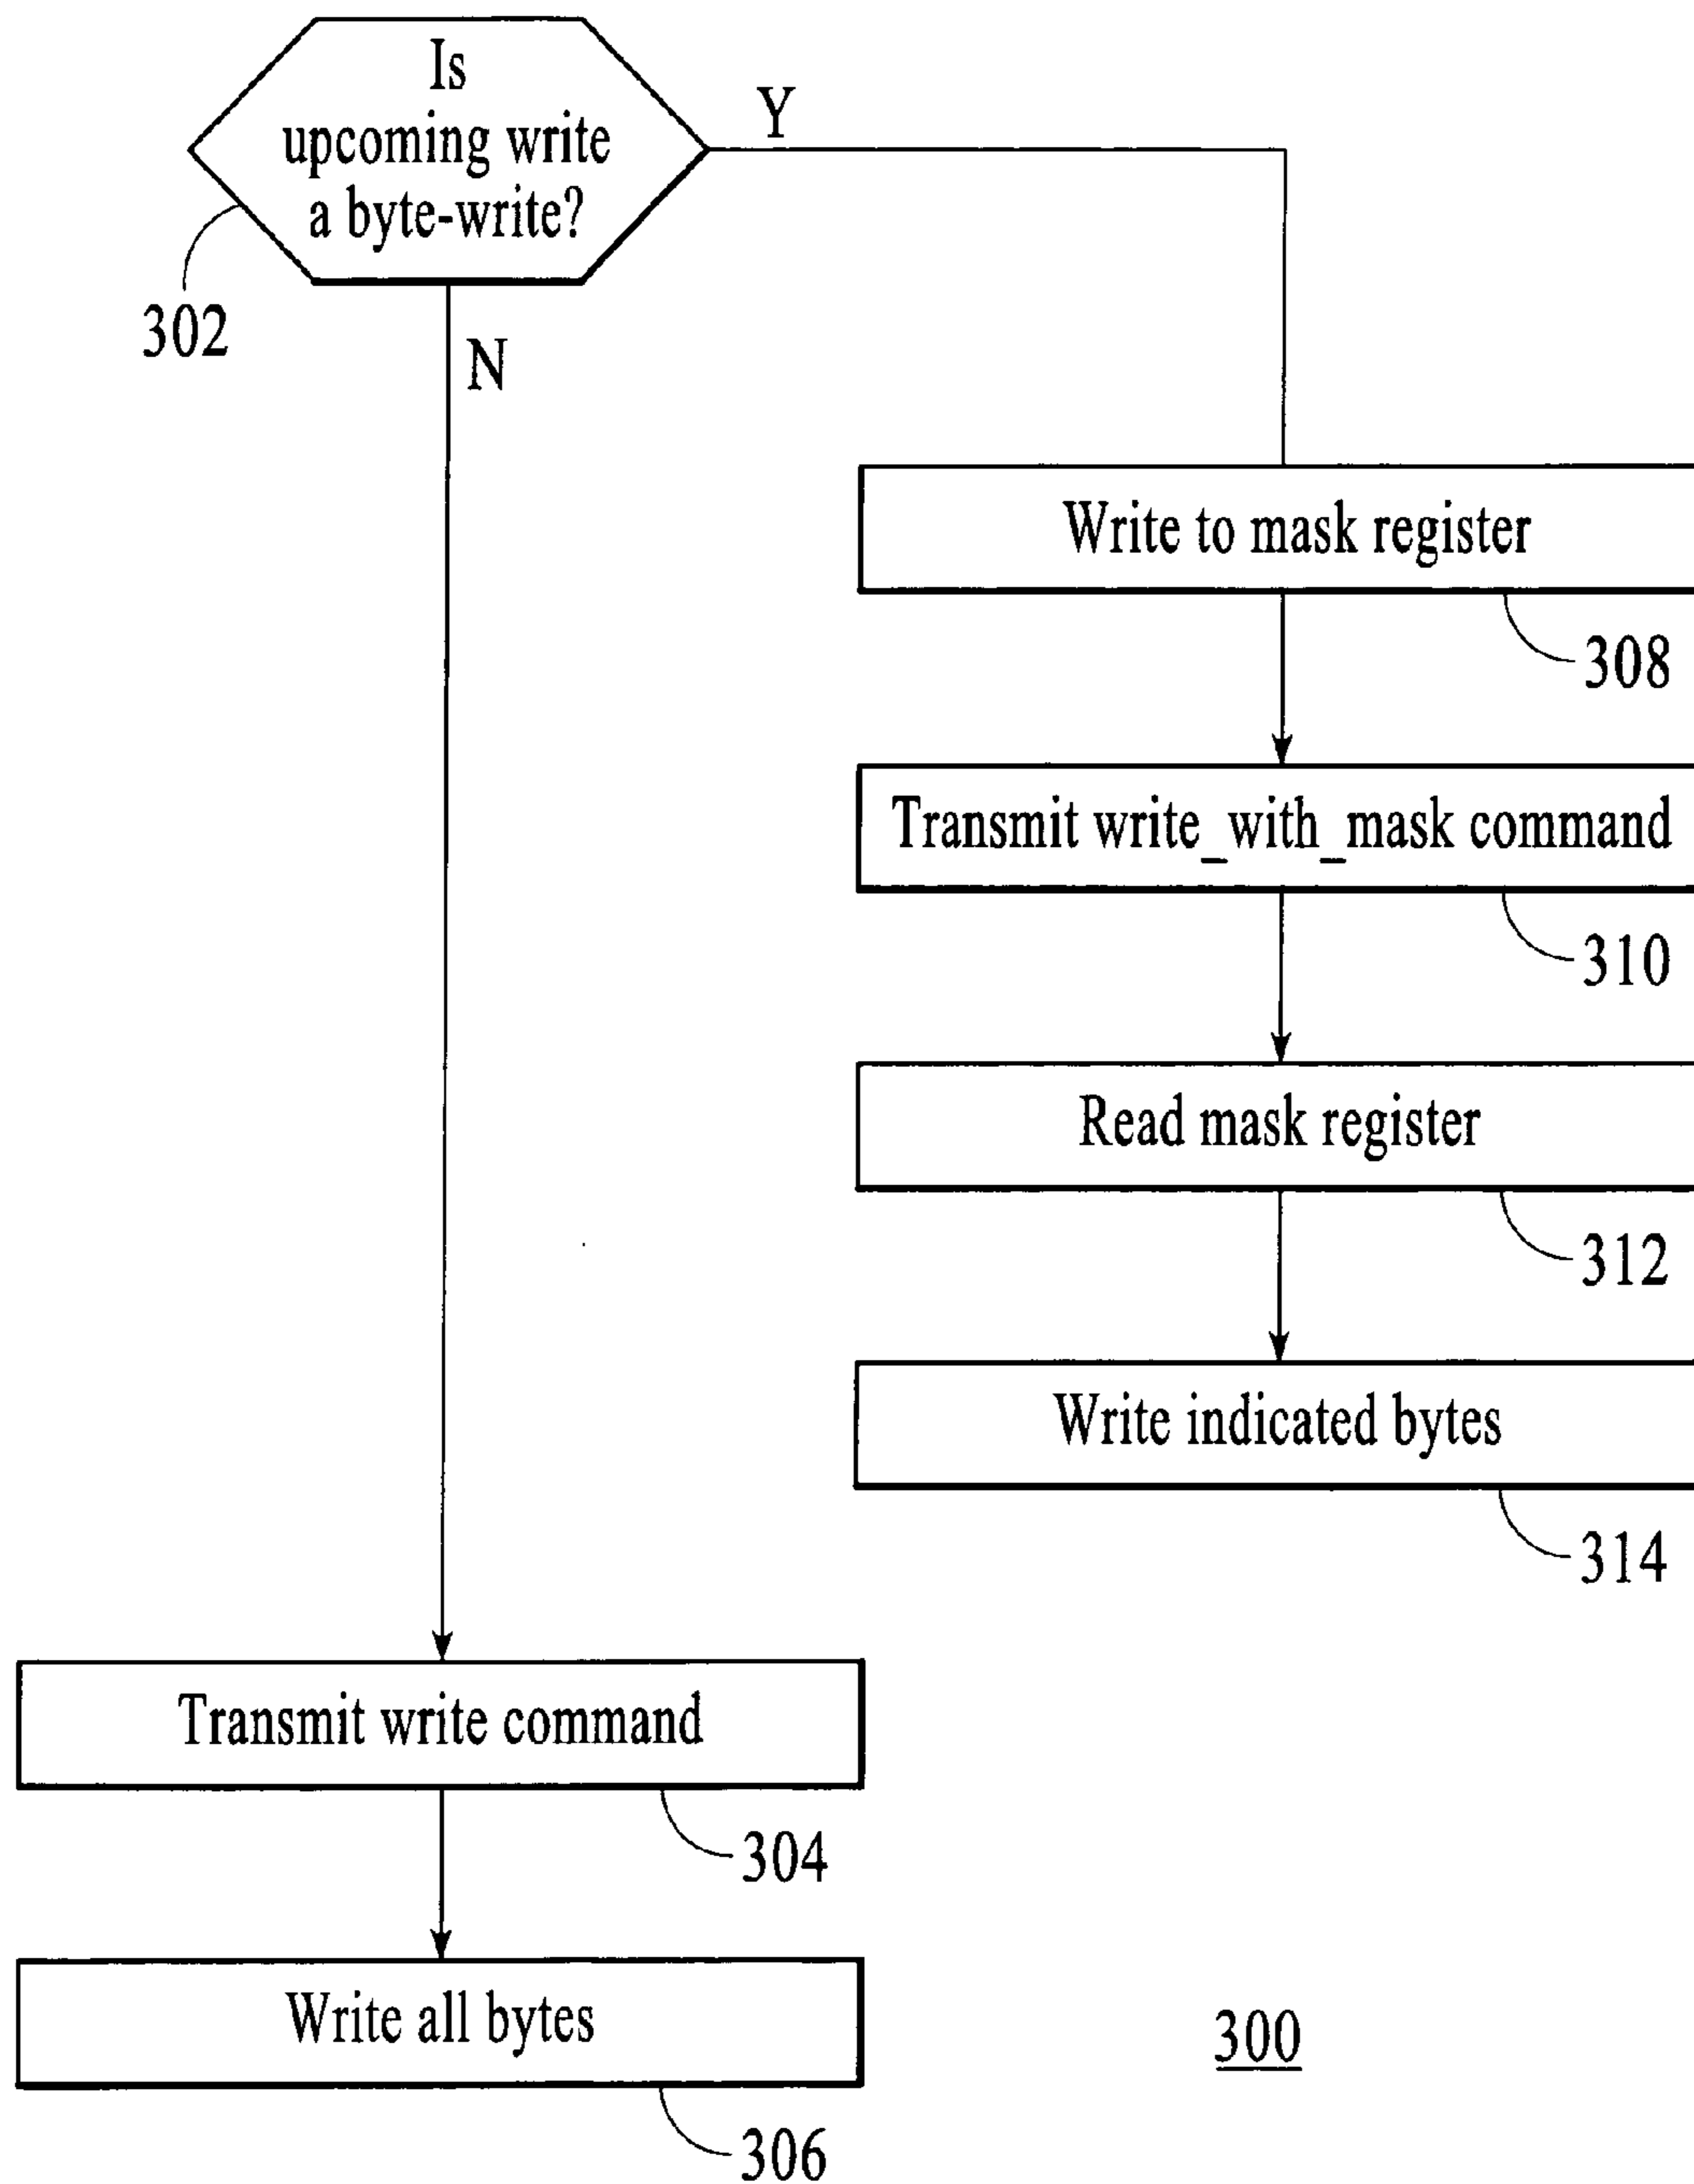 Is
upcoming write
a byte-write?
Y
302
N
Write to mask register
308
Transmit write_with_mask command
310
Read mask register
312
Write indicated bytes
314
Transmit write command
304
Write all bytes
300
306